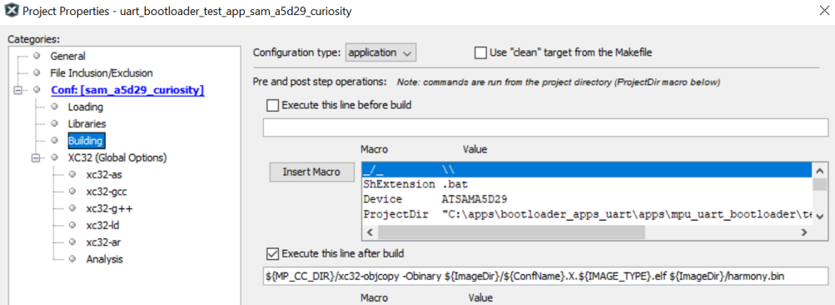 Project Properties - uart_bootloader_test_app_sam_a5d29_curiosity
Categories:
General
File Inclusion/Exclusion
Conf: [sam_a5d29_curiosity]
Loading
Libraries
Building
XC32 (Global Options)
xc32-as
xc32-gcc
xc32-g++
xc32-ld
xc32-ar
Analysis
Configuration type: application Use "clean" target from the Makefile
Pre and post step operations: Note: commands are run from the project directory (ProjectDir macro below)
Execute this line before build
Macro Value
Insert Macro
_/_ \\
ShExtension .bat
Device ATSAMA5D29
ProjectDir "C:\apps\bootloader_apps_uart\apps\mpu_uart_bootloader\te
Execute this line after build
${MP_CC_DIR}/xc32-objcopy -Obinary ${ImageDir}/${ConfName}.X.${IMAGE_TYPE}.elf ${ImageDir}/harmony.bin
Macro Value